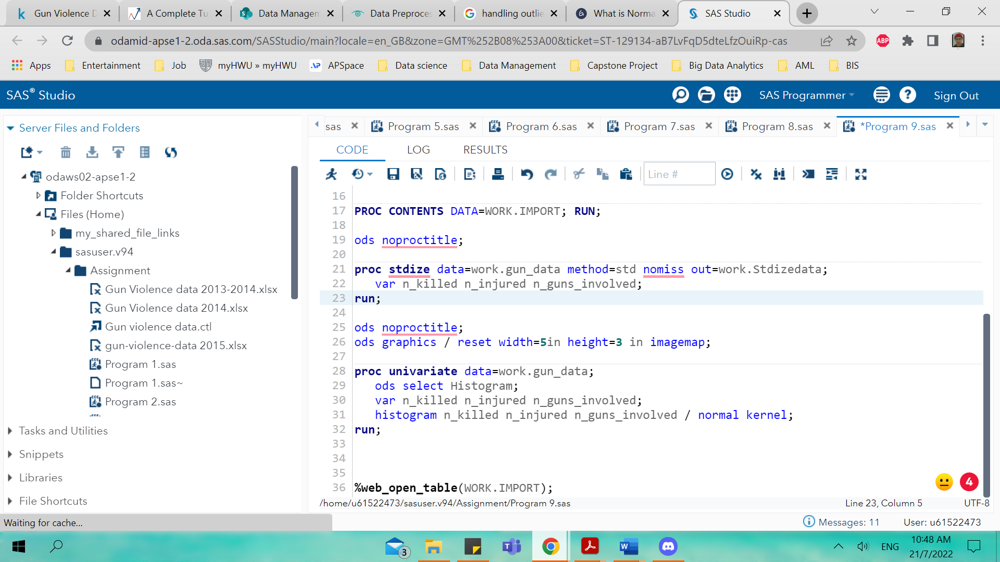 Gun Violence D
A Complete Tu
Data Managem
Data Preproces
handling outlie
What is Norma
SAS Studio
odamid-apse1-2.oda.sas.com/SASStudio/main?locale=en_GB&zone=GMT%252B08%253A00&ticket=ST-129134-aB7LvFqD5dteLfzOuiRp-cas
ABP
Apps
Entertainment
Job
myHWU » myHWU
APSpace
Data science
Data Management
Capstone Project
Big Data Analytics
AML
BIS
SAS® Studio
SAS Programmer
Sign Out
Server Files and Folders
odaws02-apse1-2
Folder Shortcuts
Files (Home)
my_shared_file_links
sasuser.v94
Assignment
Gun Violence data 2013-2014.xlsx
Gun Violence data 2014.xlsx
Gun violence data.ctl
gun-violence-data 2015.xlsx
Program 1.sas
Program 1.sas~
Program 2.sas
Tasks and Utilities
Snippets
Libraries
File Shortcuts
sas
Program 5.sas
Program 6.sas
Program 7.sas
Program 8.sas
*Program 9.sas
CODE
LOG
RESULTS
Line #
16
17 PROC CONTENTS DATA=WORK.IMPORT; RUN;
18
19 ods noproctitle;
20
21 proc stdize data=work.gun_data method=std nomiss out=work.Stdizedata;
22 var n_killed n_injured n_guns_involved;
23 run;
24
25 ods noproctitle;
26 ods graphics / reset width=5in height=3 in imagemap;
27
28 proc univariate data=work.gun_data;
29 ods select Histogram;
30 var n_killed n_injured n_guns_involved;
31 histogram n_killed n_injured n_guns_involved / normal kernel;
32 run;
33
34
35
36 %web_open_table(WORK.IMPORT);
4
/home/u61522473/sasuser.v94/Assignment/Program 9.sas
Line 23, Column 5
UTF-8
Waiting for cache...
Messages: 11
User: u61522473
3
ENG
10:48 AM
21/7/2022